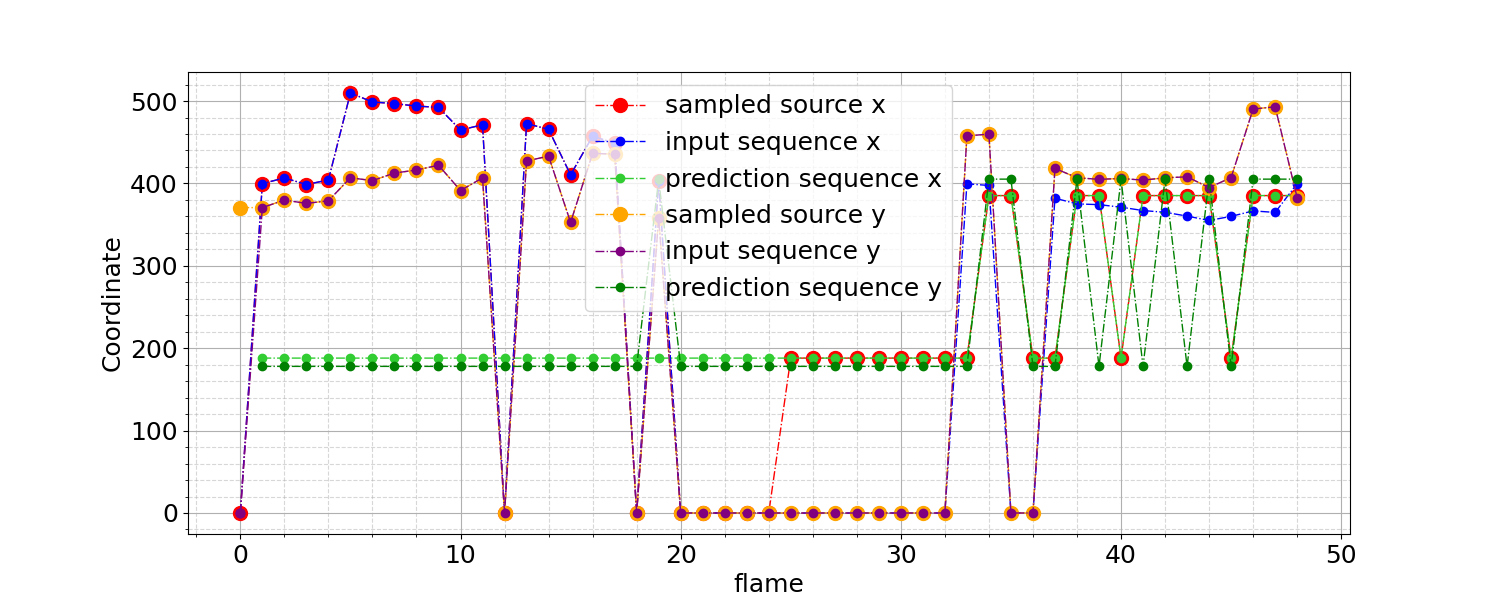 Coordinate
500
400
300
200
100
0
sampled source x
input sequence x
prediction sequence x
sampled source y
input sequence y
prediction sequence y
0 10 20 30 40 50
flame